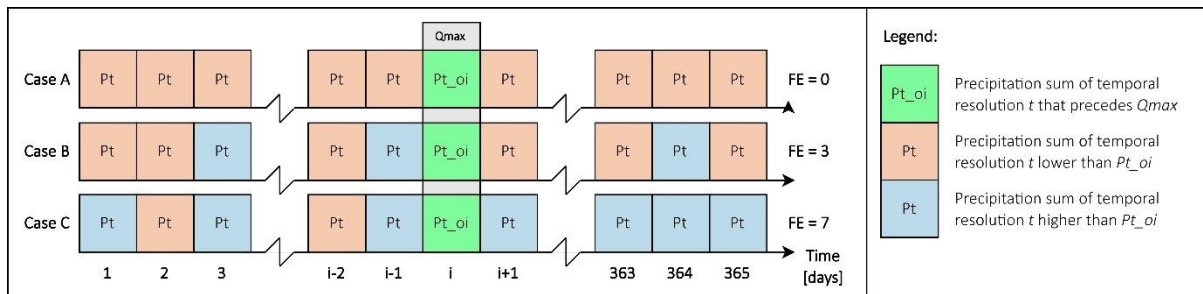 Qmax
Case A Pt Pt Pt Pt Pt Pt_oi Pt Pt Pt Pt FE = 0
Case B Pt Pt Pt Pt Pt Pt_oi Pt Pt Pt Pt FE = 3
Case C Pt Pt Pt Pt Pt Pt_oi Pt Pt Pt Pt FE = 7
1 2 3 i-2 i-1 i i+1 363 364 365 Time
[days]
Legend:
Pt_oi Precipitation sum of temporal
resolution t that precedes Qmax
Pt Precipitation sum of temporal
resolution t lower than Pt_oi
Pt Precipitation sum of temporal
resolution t higher than Pt_oi